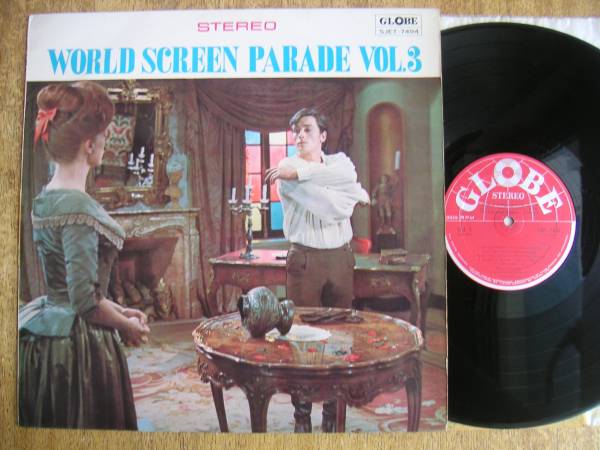 STEREO
GLOBE
SJET-7494
WORLD SCREEN PARADE VOL.3
GLOBE
STEREO